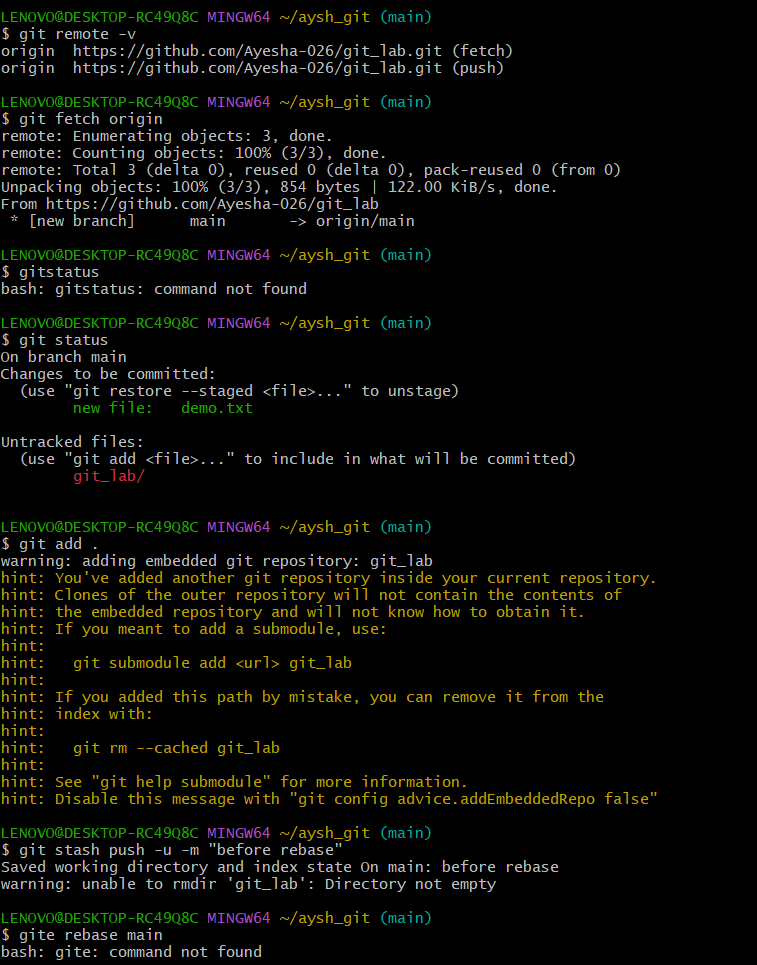 LENOVO@DESKTOP-RC49Q8C MINGW64 ~/aysh_git (main)
$ git remote -v
origin  https://github.com/Ayesha-026/git_lab.git (fetch)
origin  https://github.com/Ayesha-026/git_lab.git (push)

LENOVO@DESKTOP-RC49Q8C MINGW64 ~/aysh_git (main)
$ git fetch origin
remote: Enumerating objects: 3, done.
remote: Counting objects: 100% (3/3), done.
remote: Total 3 (delta 0), reused 0 (delta 0), pack-reused 0 (from 0)
Unpacking objects: 100% (3/3), 854 bytes | 122.00 KiB/s, done.
From https://github.com/Ayesha-026/git_lab
 * [new branch]      main       -> origin/main

LENOVO@DESKTOP-RC49Q8C MINGW64 ~/aysh_git (main)
$ gitstatus
bash: gitstatus: command not found

LENOVO@DESKTOP-RC49Q8C MINGW64 ~/aysh_git (main)
$ git status
On branch main
Changes to be committed:
  (use "git restore --staged <file>..." to unstage)
        new file:   demo.txt

Untracked files:
  (use "git add <file>..." to include in what will be committed)
        git_lab/


LENOVO@DESKTOP-RC49Q8C MINGW64 ~/aysh_git (main)
$ git add .
warning: adding embedded git repository: git_lab
hint: You've added another git repository inside your current repository.
hint: Clones of the outer repository will not contain the contents of
hint: the embedded repository and will not know how to obtain it.
hint: If you meant to add a submodule, use:
hint:
hint:   git submodule add <url> git_lab
hint:
hint: If you added this path by mistake, you can remove it from the
hint: index with:
hint:
hint:   git rm --cached git_lab
hint:
hint: See "git help submodule" for more information.
hint: Disable this message with "git config advice.addEmbeddedRepo false"

LENOVO@DESKTOP-RC49Q8C MINGW64 ~/aysh_git (main)
$ git stash push -u -m "before rebase"
Saved working directory and index state On main: before rebase
warning: unable to rmdir 'git_lab': Directory not empty

LENOVO@DESKTOP-RC49Q8C MINGW64 ~/aysh_git (main)
$ gite rebase main
bash: gite: command not found